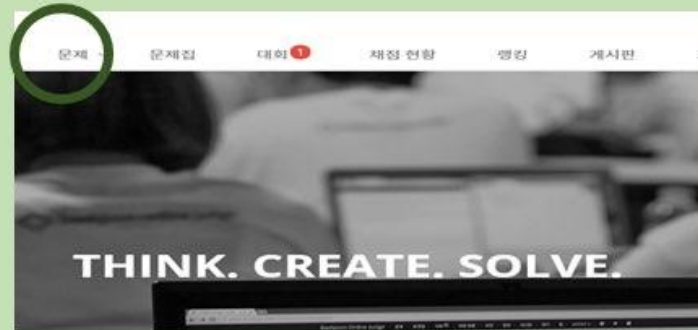 문제 문제집 대회 1 채점 현황 랭킹 게시판
THINK. CREATE. SOLVE.